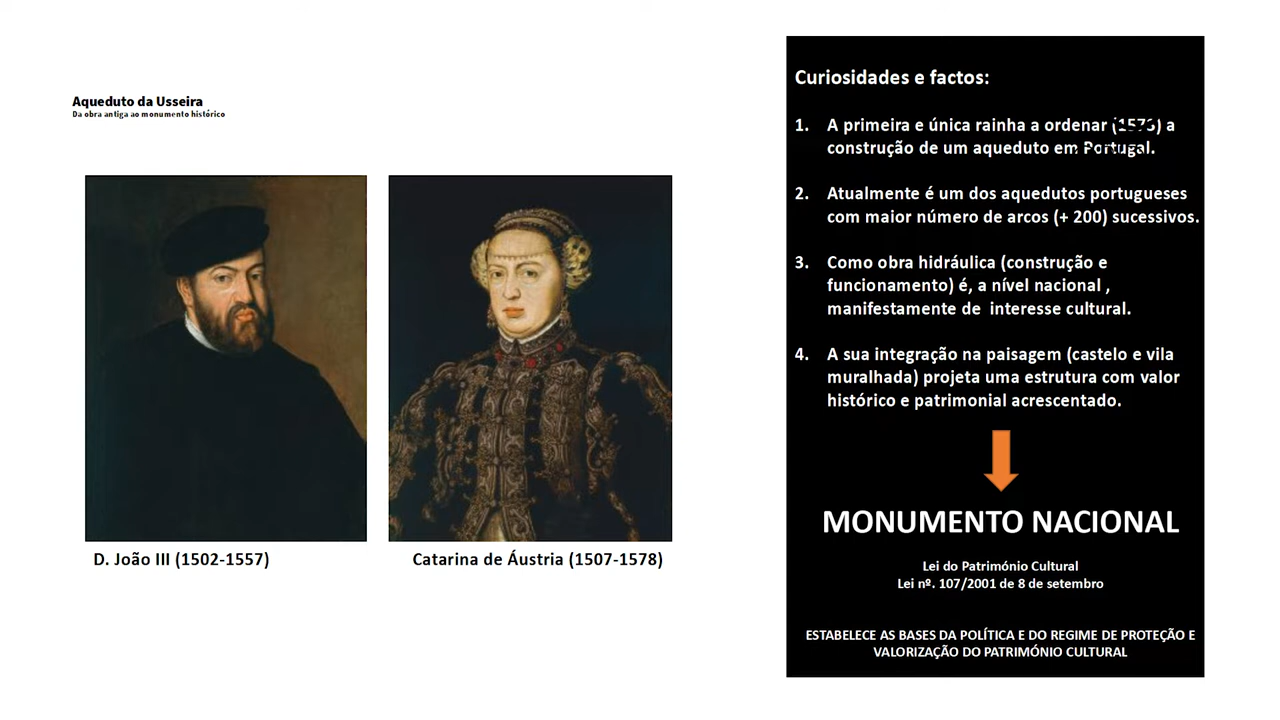 Aqueduto da Usseira
Da obra antiga ao monumento histórico
D. João III (1502-1557)
Catarina de Áustria (1507-1578)
Curiosidades e factos:
1. A primeira e única rainha a ordenar (1573) a
construção de um aqueduto em Portugal.
2. Atualmente é um dos aquedutos portugueses
com maior número de arcos (+ 200) sucessivos.
3. Como obra hidráulica (construção e
funcionamento) é, a nível nacional ,
manifestamente de interesse cultural.
4. A sua integração na paisagem (castelo e vila
muralhada) projeta uma estrutura com valor
histórico e patrimonial acrescentado.
MONUMENTO NACIONAL
Lei do Património Cultural
Lei nº. 107/2001 de 8 de setembro
ESTABELECE AS BASES DA POLÍTICA E DO REGIME DE PROTEÇÃO E
VALORIZAÇÃO DO PATRIMÓNIO CULTURAL